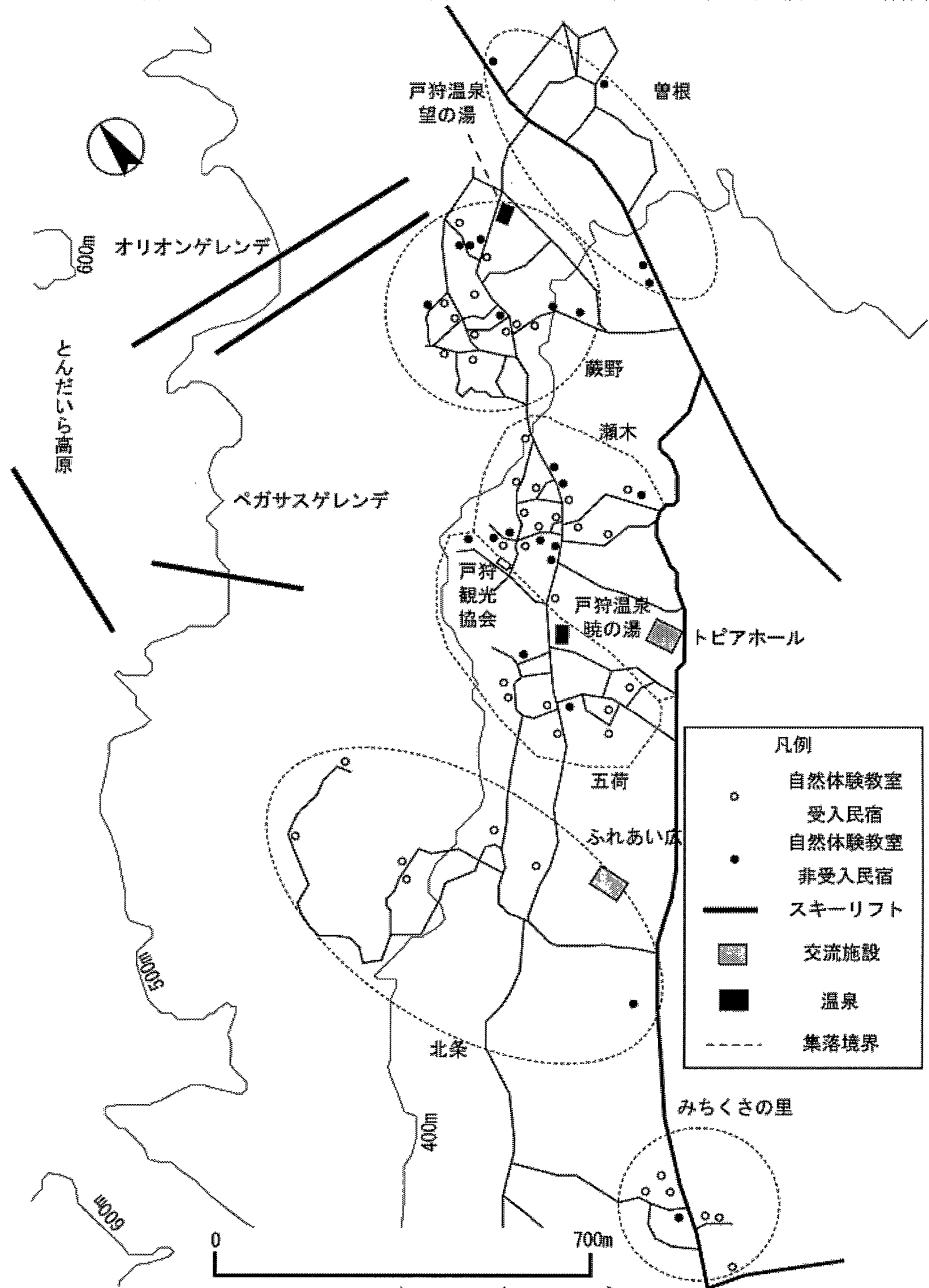 曽根
戸狩温泉
望の湯
オリオンゲレンデ
600m
とんだいら高原
蕨野
瀬木
ペガサスゲレンデ
戸狩
観光
協会
戸狩温泉
暁の湯
トピアホール
五荷
ふれあい広
凡例
自然体験教室
受入民宿
自然体験教室
非受入民宿
スキーリフト
交流施設
温泉
集落境界
500m
北条
400m
みちくさの里
600m
0
700m